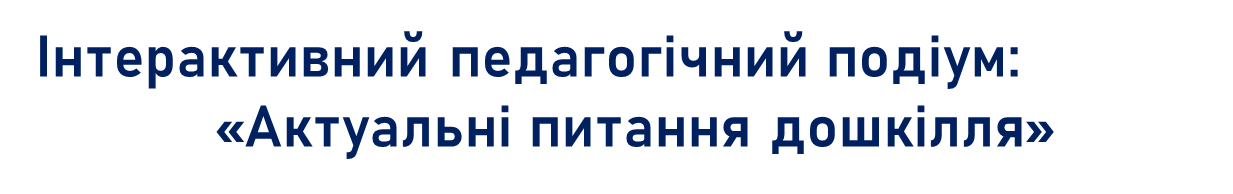 Інтерактивний педагогічний подіум:
«Актуальні питання дошкілля»